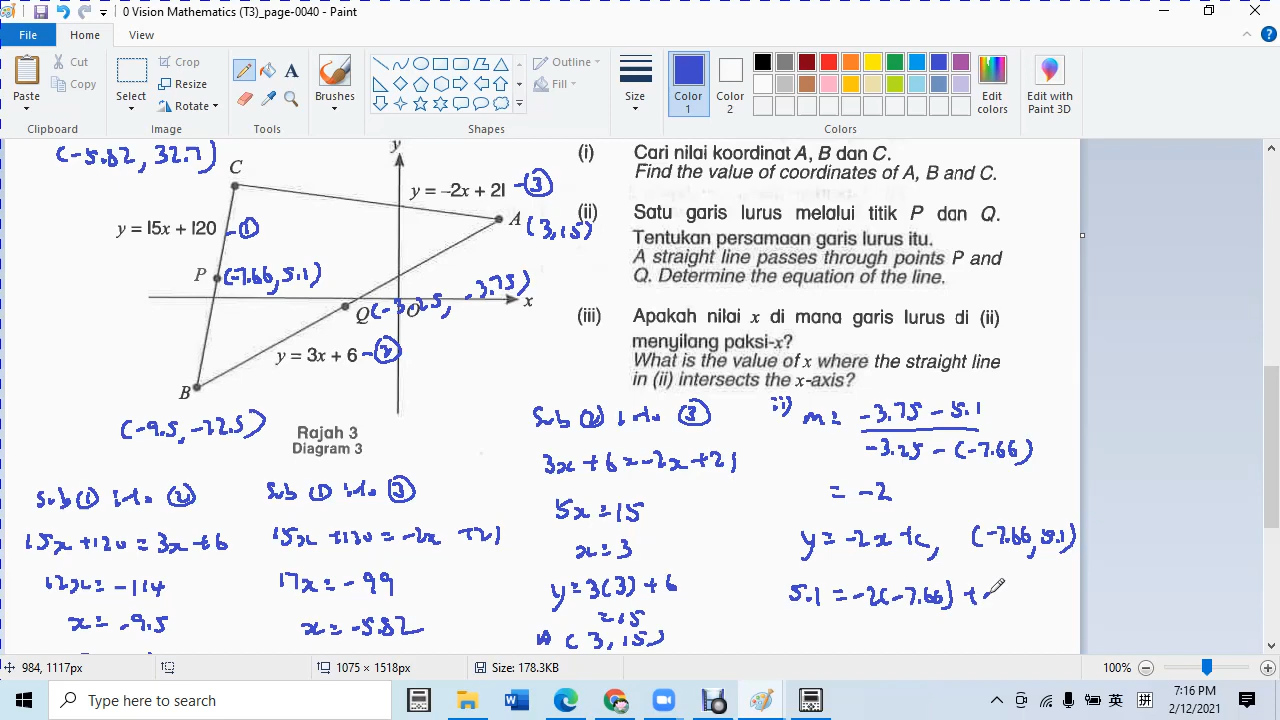 0 Vision Mathematics (T3)_page-0040 - Paint
File Home View
Paste Cut Copy
Clipboard
Select Crop Resize Rotate
Image
A
Tools
Brushes
Outline Fill
Shapes
Size
Color 1 Color 2
Edit colors
Colors
Edit with Paint 3D
(-5.82, 32.7)
C
y
y = -2x + 21 - ③
A (3, 15)
y = 15x + 120 - ①
P (-7.66, 5.1)
Q (-3.25, -3.75)
O
x
y = 3x + 6 - ②
B
(-9.5, -22.5)
Rajah 3
Diagram 3
(i) Cari nilai koordinat A, B dan C.
Find the value of coordinates of A, B and C.
(ii) Satu garis lurus melalui titik P dan Q.
Tentukan persamaan garis lurus itu.
A straight line passes through points P and
Q. Determine the equation of the line.
(iii) Apakah nilai x di mana garis lurus di (ii)
menyilang paksi-x?
What is the value of x where the straight line
in (ii) intersects the x-axis?
Sub ① into ②
15x + 120 = 3x + 6
12x = -114
x = -9.5
Sub ① into ③
15x + 120 = -2x + 21
17x = -99
x = -5.82
Sub ② into ③
3x + 6 = -2x + 21
5x = 15
x = 3
y = 3(3) + 6
= 15
A (3, 15)
ii) m = -3.75 - 5.1
-3.25 - (-7.66)
= -2
y = -2x + c, (-7.66, 5.1)
5.1 = -2(-7.66) +
984, 1117px
1075 × 1518px
Size: 178.3KB
100%
Type here to search
英 拼
7:16 PM
2/12/2021